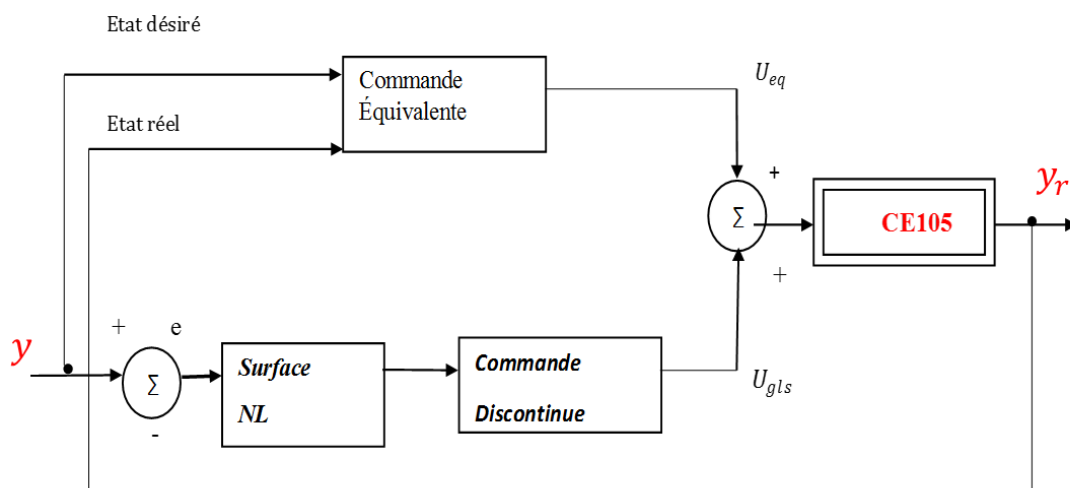 Etat désiré
Commande
Équivalente
U_eq
Etat réel
+
Σ
CE105
y_r
+
+
e
y
Σ
-
Surface
NL
Commande
Discontinue
U_gls